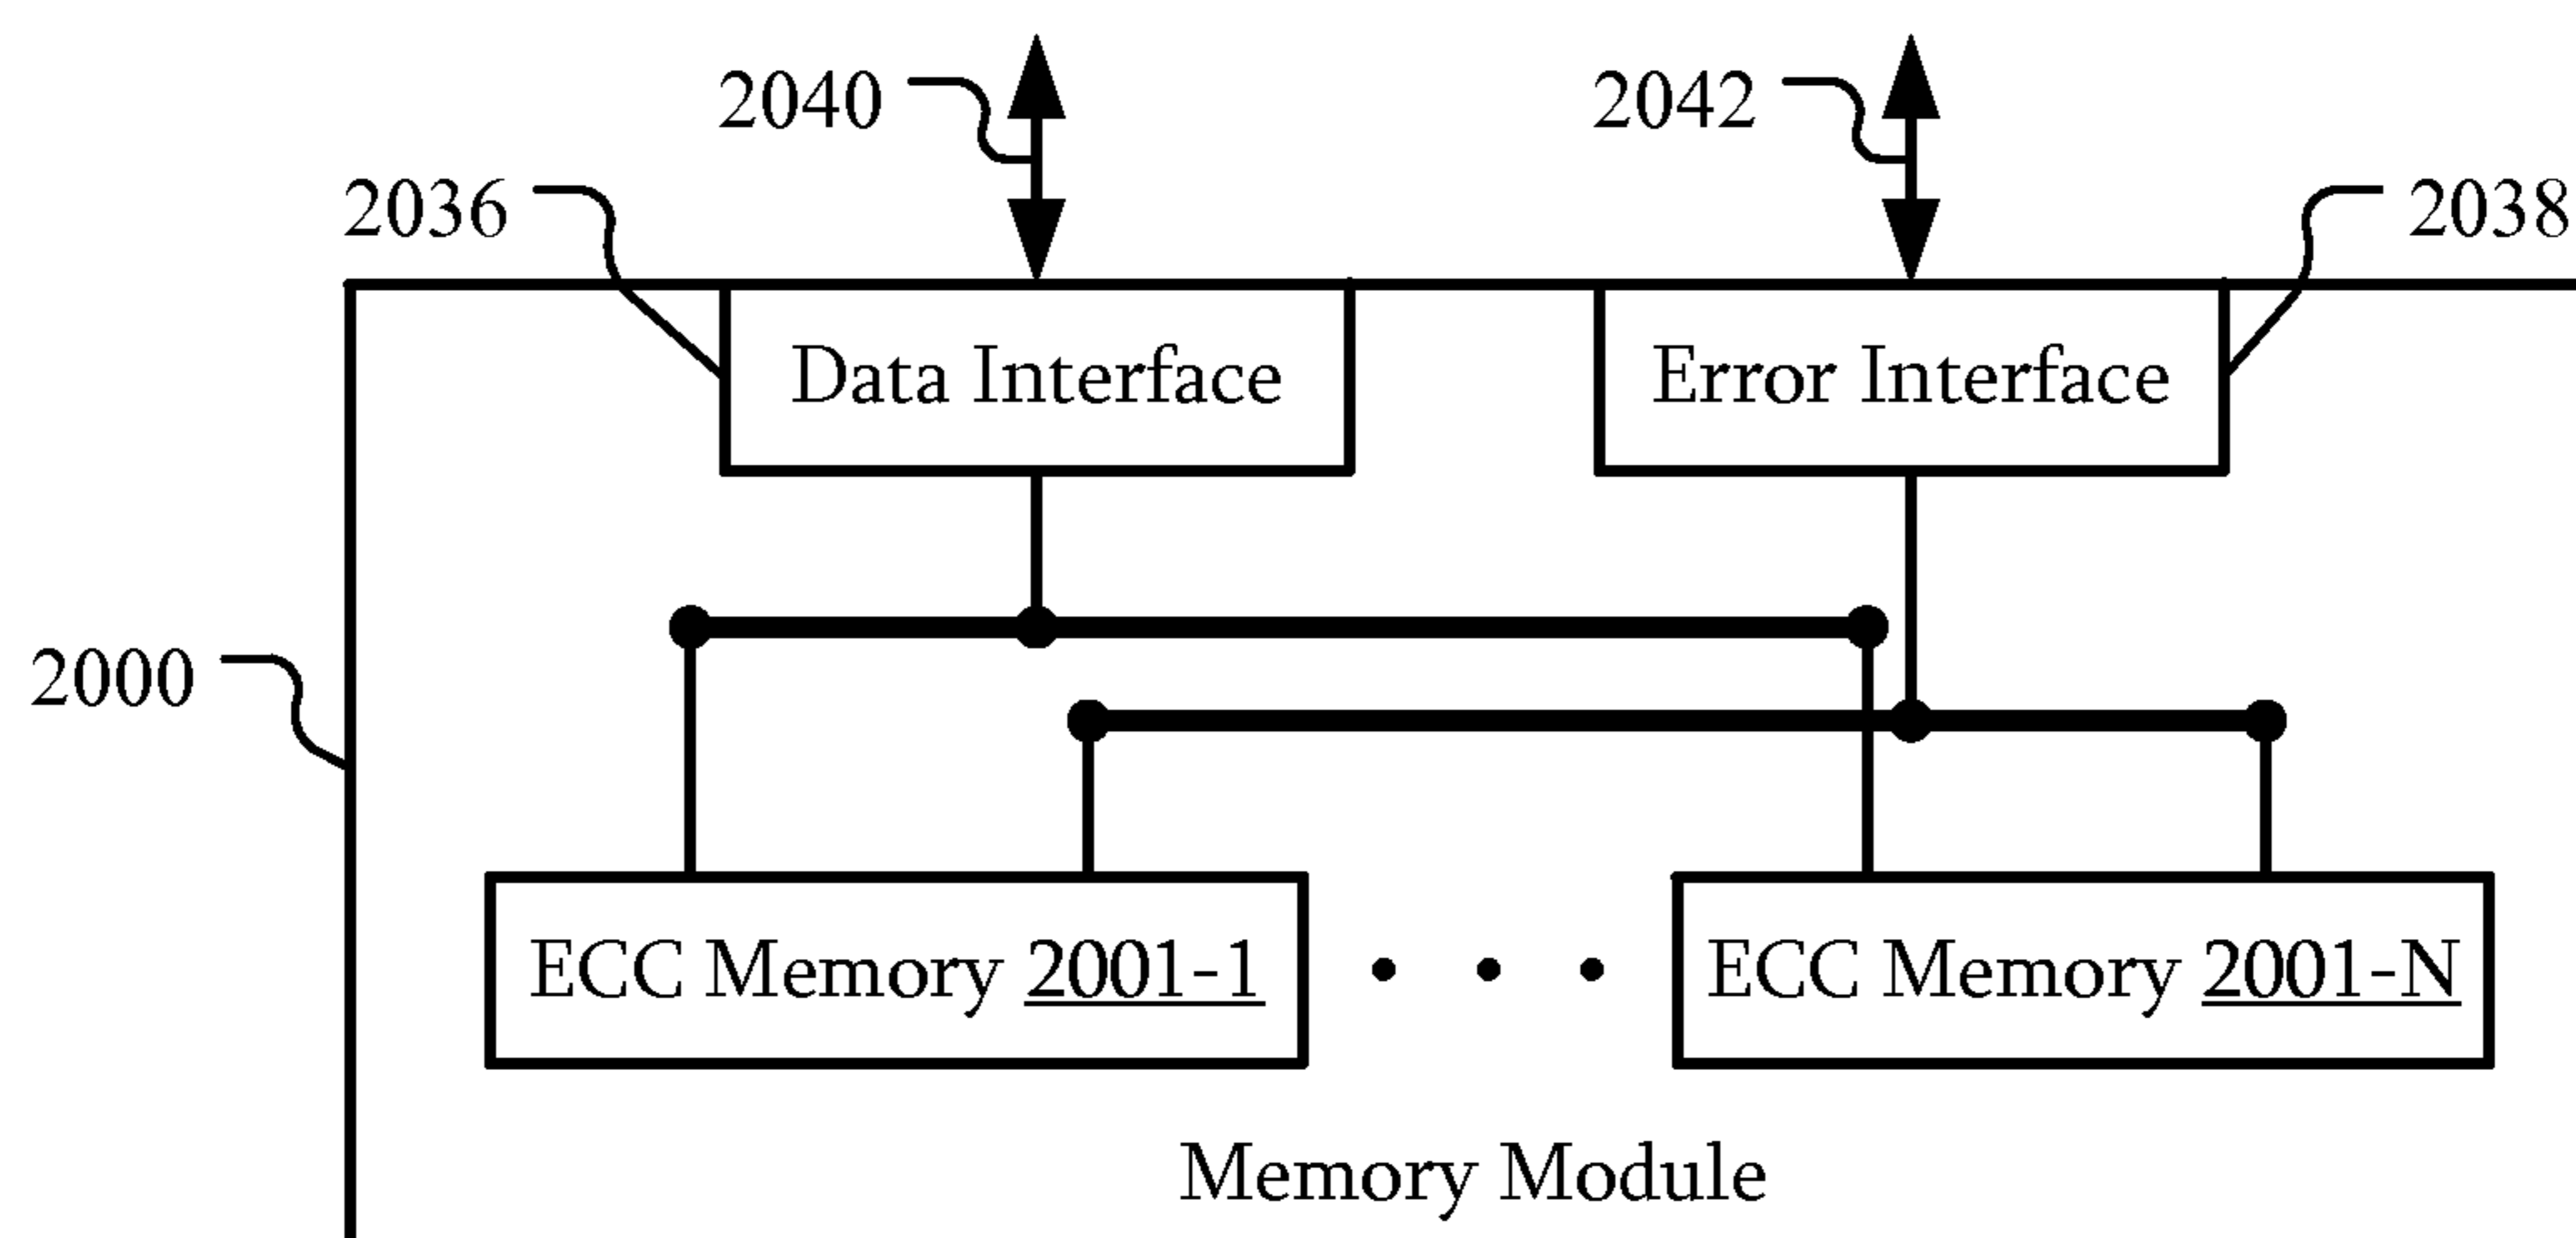 2040
2042
2036
2038
Data Interface
Error Interface
2000
ECC Memory 2001-1
ECC Memory 2001-N
Memory Module